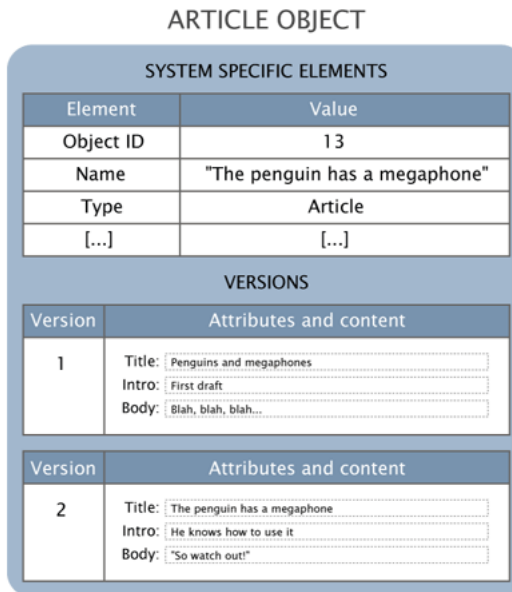 ARTICLE OBJECT
SYSTEM SPECIFIC ELEMENTS
Element Value
Object ID 13
Name "The penguin has a megaphone"
Type Article
[...] [...]
VERSIONS
Version Attributes and content
1 Title: Penguins and megaphones
Intro: First draft
Body: Blah, blah, blah...
Version Attributes and content
2 Title: The penguin has a megaphone
Intro: He knows how to use it
Body: "So watch out!"